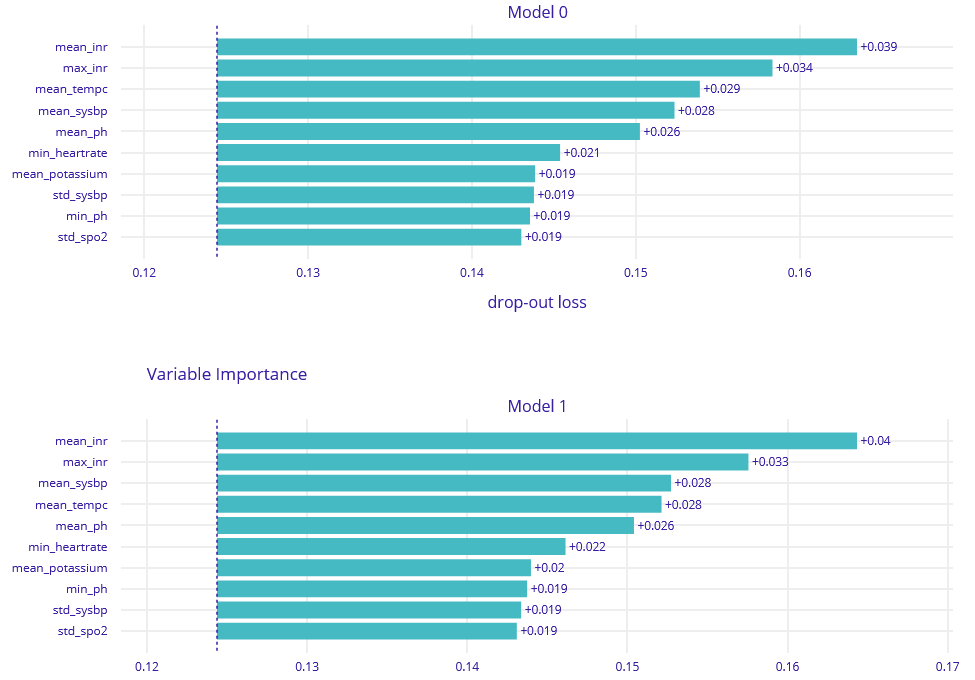 Model 0
mean_inr +0.039
max_inr +0.034
mean_tempc +0.029
mean_sysbp +0.028
mean_ph +0.026
min_heartrate +0.021
mean_potassium +0.019
std_sysbp +0.019
min_ph +0.019
std_spo2 +0.019
0.12 0.13 0.14 0.15 0.16
drop-out loss
Variable Importance
Model 1
mean_inr +0.04
max_inr +0.033
mean_sysbp +0.028
mean_tempc +0.028
mean_ph +0.026
min_heartrate +0.022
mean_potassium +0.02
min_ph +0.019
std_sysbp +0.019
std_spo2 +0.019
0.12 0.13 0.14 0.15 0.16 0.17